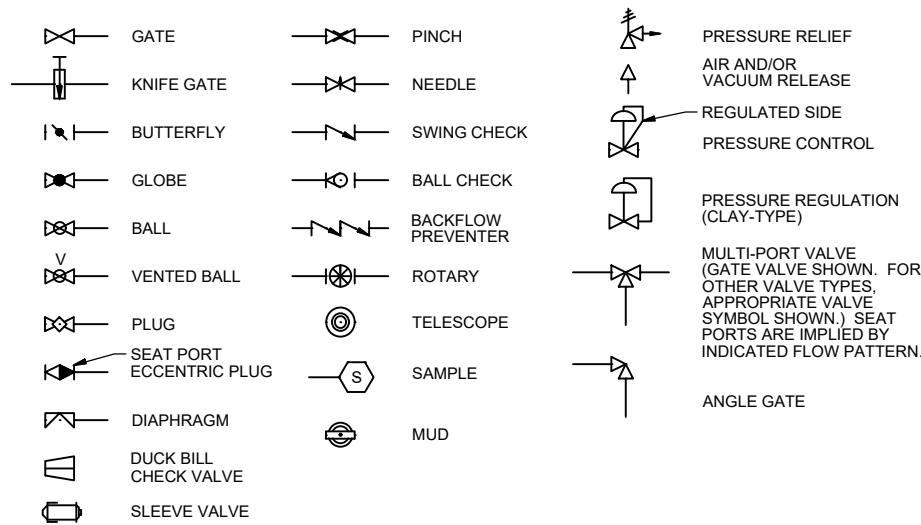 GATE
KNIFE GATE
BUTTERFLY
GLOBE
BALL
V
VENTED BALL
PLUG
SEAT PORT
ECCENTRIC PLUG
DIAPHRAGM
DUCK BILL
CHECK VALVE
SLEEVE VALVE
PINCH
NEEDLE
SWING CHECK
BALL CHECK
BACKFLOW
PREVENTER
ROTARY
TELESCOPE
S
SAMPLE
MUD
PRESSURE RELIEF
AIR AND/OR
VACUUM RELEASE
REGULATED SIDE
PRESSURE CONTROL
PRESSURE REGULATION
(CLAY-TYPE)
MULTI-PORT VALVE
(GATE VALVE SHOWN. FOR
OTHER VALVE TYPES,
APPROPRIATE VALVE
SYMBOL SHOWN.) SEAT
PORTS ARE IMPLIED BY
INDICATED FLOW PATTERN.
ANGLE GATE